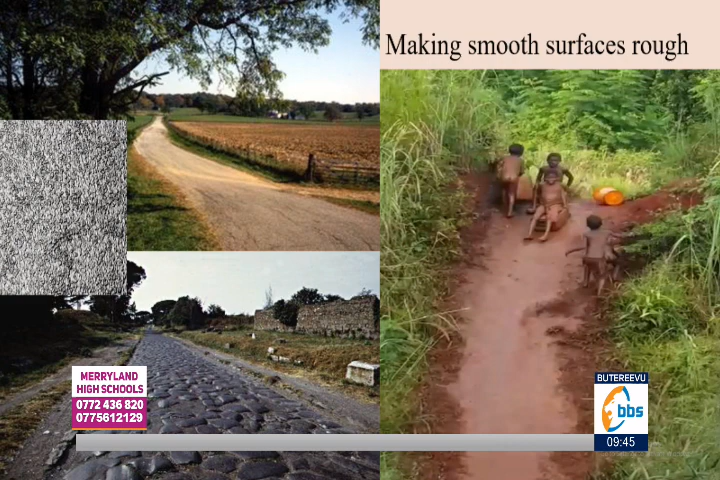 Making smooth surfaces rough
MERRYLAND
HIGH SCHOOLS
0772 436 820
0775612129
BUTEREEVU
bbs
09:45